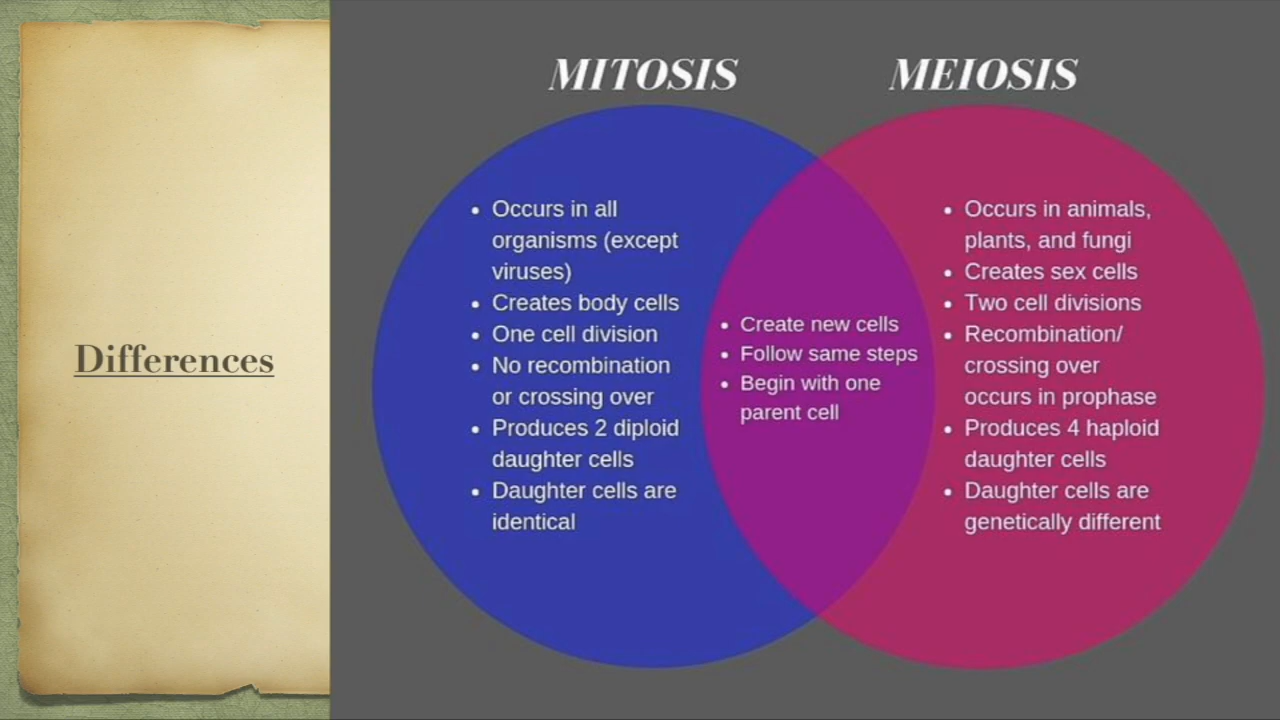 Differences
MITOSIS
MEIOSIS
• Occurs in all
organisms (except
viruses)
• Creates body cells
• One cell division
• No recombination
or crossing over
• Produces 2 diploid
daughter cells
• Daughter cells are
identical
• Create new cells
• Follow same steps
• Begin with one
parent cell
• Occurs in animals,
plants, and fungi
• Creates sex cells
• Two cell divisions
• Recombination/
crossing over
occurs in prophase
• Produces 4 haploid
daughter cells
• Daughter cells are
genetically different